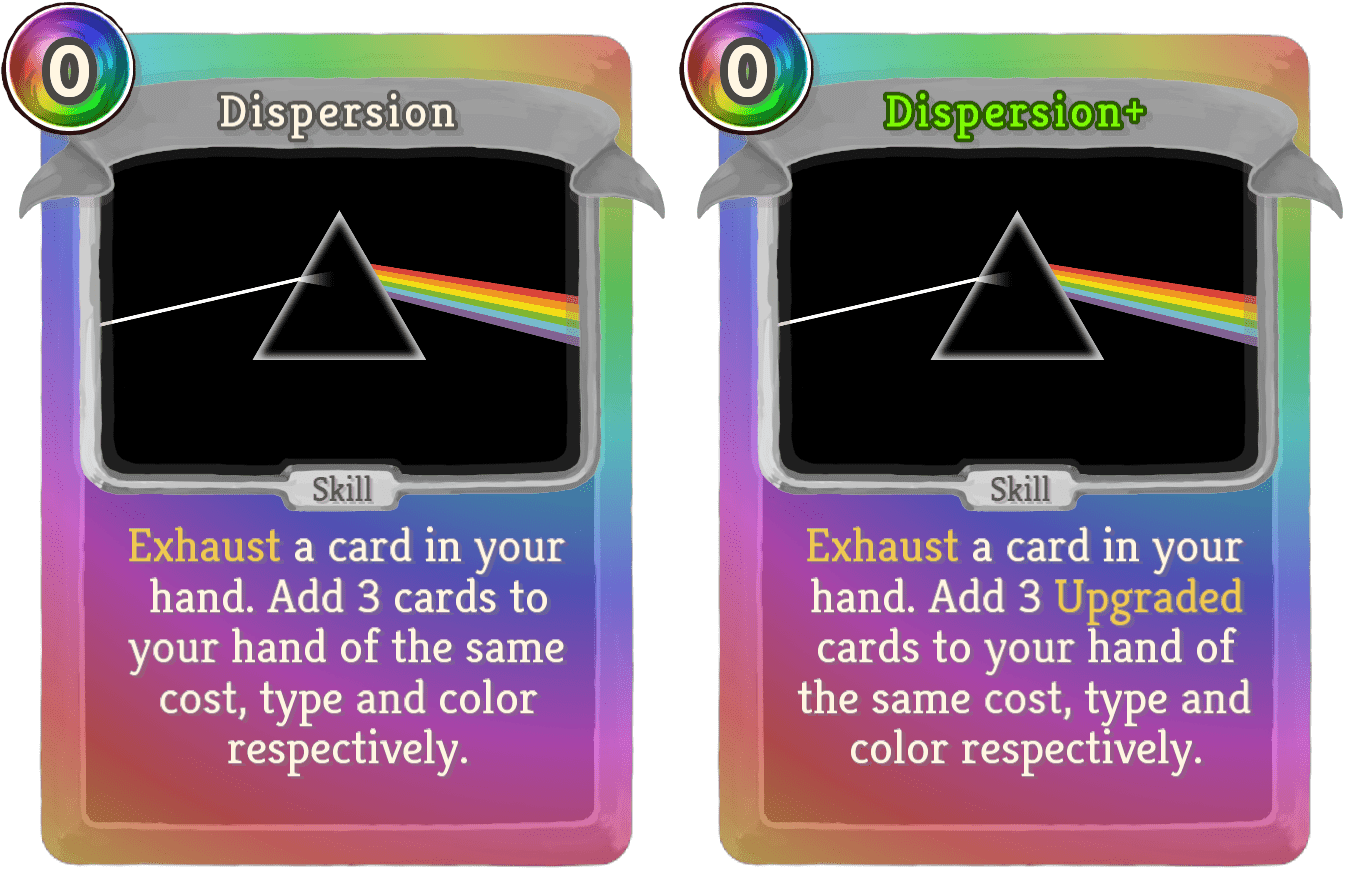 0
Dispersion
Skill
Exhaust a card in your
hand. Add 3 cards to
your hand of the same
cost, type and color
respectively.
0
Dispersion+
Skill
Exhaust a card in your
hand. Add 3 Upgraded
cards to your hand of
the same cost, type and
color respectively.